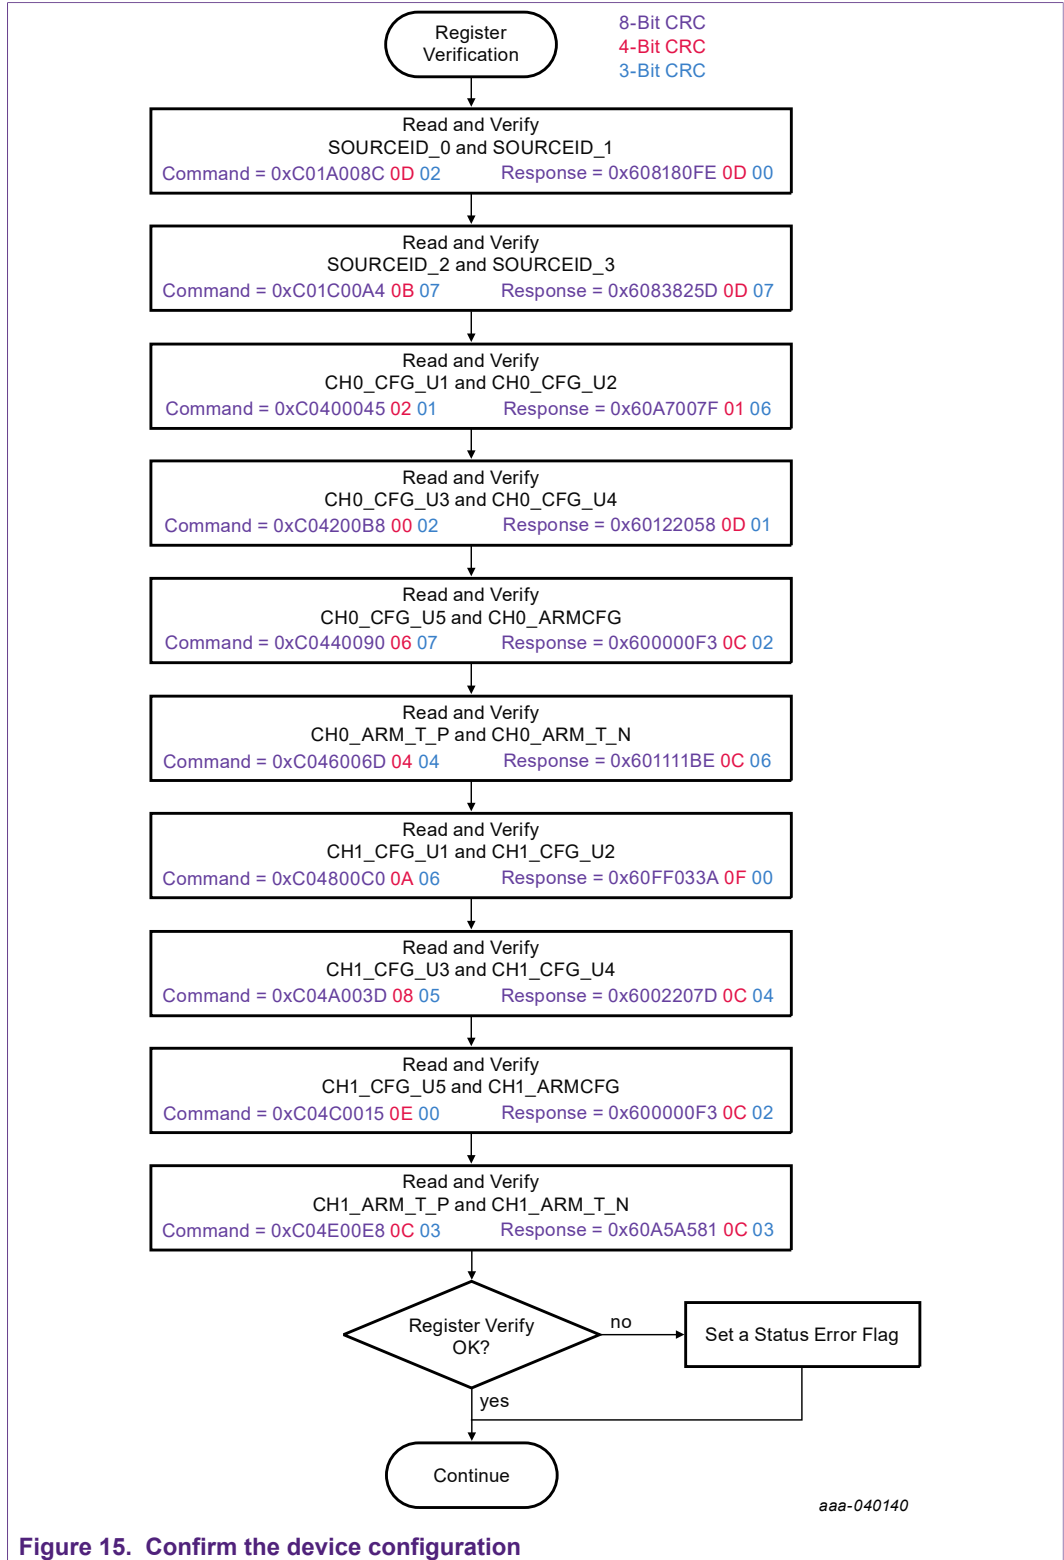 Register
Verification
8-Bit CRC
4-Bit CRC
3-Bit CRC
Read and Verify
SOURCEID_0 and SOURCEID_1
Command = 0xC01A008C 0D 02 Response = 0x608180FE 0D 00
Read and Verify
SOURCEID_2 and SOURCEID_3
Command = 0xC01C00A4 0B 07 Response = 0x6083825D 0D 07
Read and Verify
CH0_CFG_U1 and CH0_CFG_U2
Command = 0xC0400045 02 01 Response = 0x60A7007F 01 06
Read and Verify
CH0_CFG_U3 and CH0_CFG_U4
Command = 0xC04200B8 00 02 Response = 0x60122058 0D 01
Read and Verify
CH0_CFG_U5 and CH0_ARMCFG
Command = 0xC0440090 06 07 Response = 0x600000F3 0C 02
Read and Verify
CH0_ARM_T_P and CH0_ARM_T_N
Command = 0xC046006D 04 04 Response = 0x601111BE 0C 06
Read and Verify
CH1_CFG_U1 and CH1_CFG_U2
Command = 0xC04800C0 0A 06 Response = 0x60FF033A 0F 00
Read and Verify
CH1_CFG_U3 and CH1_CFG_U4
Command = 0xC04A003D 08 05 Response = 0x6002207D 0C 04
Read and Verify
CH1_CFG_U5 and CH1_ARMCFG
Command = 0xC04C0015 0E 00 Response = 0x600000F3 0C 02
Read and Verify
CH1_ARM_T_P and CH1_ARM_T_N
Command = 0xC04E00E8 0C 03 Response = 0x60A5A581 0C 03
Register Verify
OK?
no
Set a Status Error Flag
yes
Continue
aaa-040140
Figure 15. Confirm the device configuration